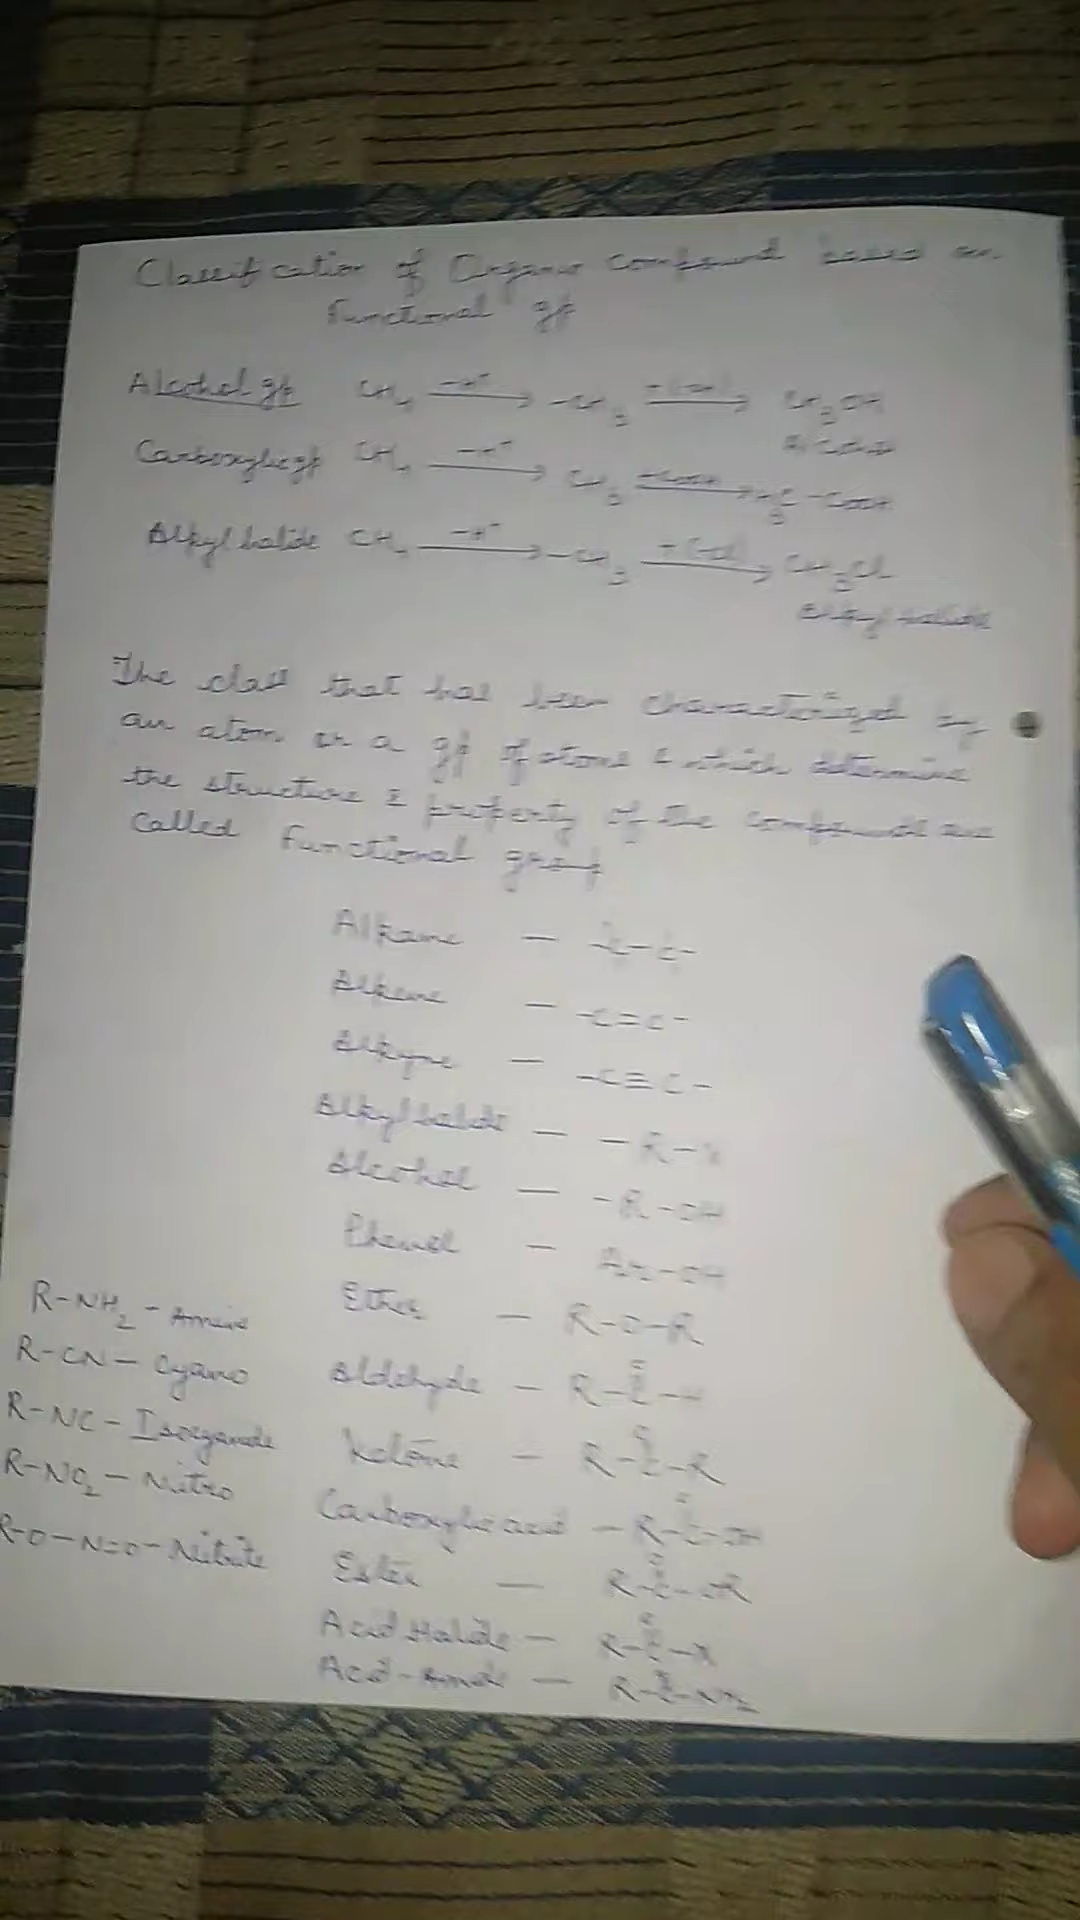 Classification of Organic compound based on
Functional gp
Alcohol gp CH4 —-H-→ -CH3 —+(-OH)→ CH3OH
Alcohol
Carboxylic gp CH4 —-H-→ CH3 —+COOH→ H3C-COOH
Alkyl halide CH4 —-H-→ -CH3 —+(-Cl)→ CH3Cl
Alkyl halide
The class that has been characterized by
an atom or a gp of atoms & which determine
the structure & property of the compounds are
called Functional group
Alkane — -C-C-
Alkene — -C=C-
Alkyne — -C≡C-
Alkyl halide — -R-X
Alcohol — -R-OH
Phenol — Ar-OH
Ether — R-O-R
Aldehyde — R-C(=O)-H
Ketone — R-C(=O)-R
Carboxylic acid — R-C(=O)-OH
Ester — R-C(=O)-OR
Acid Halide — R-C(=O)-X
Acid-Amide — R-C(=O)-NH2
R-NH2 - Amine
R-CN - Cyano
R-NC - Isocyanide
R-NO2 - Nitro
R-O-N=O - Nitrite